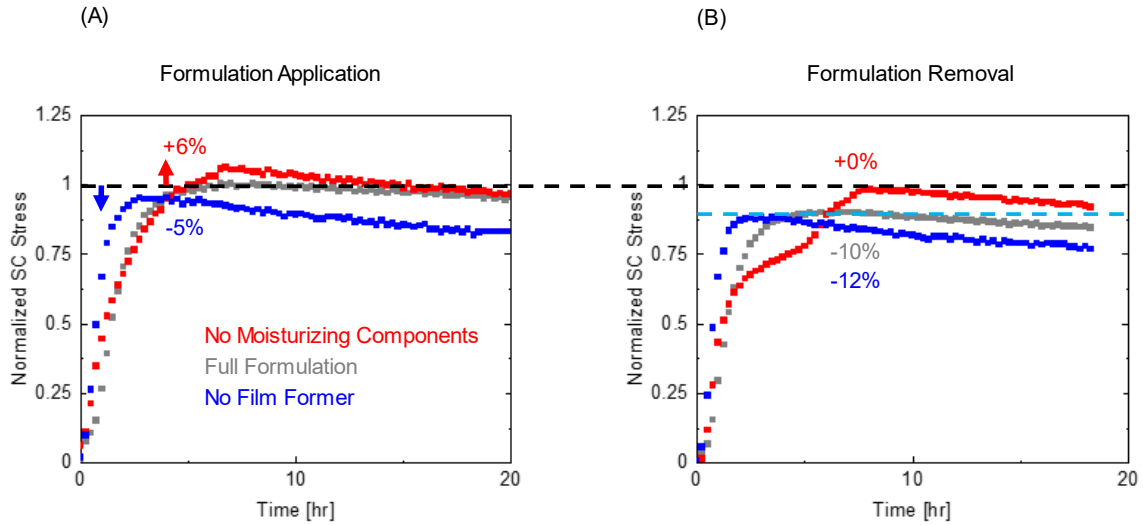 (A)
Formulation Application
1.25
1
0.75
0.5
0.25
0
Normalized SC Stress
+6%
-5%
No Moisturizing Components
Full Formulation
No Film Former
0
10
20
Time [hr]
(B)
Formulation Removal
1.25
1
0.75
0.5
0.25
0
Normalized SC Stress
+0%
-10%
-12%
0
10
20
Time [hr]